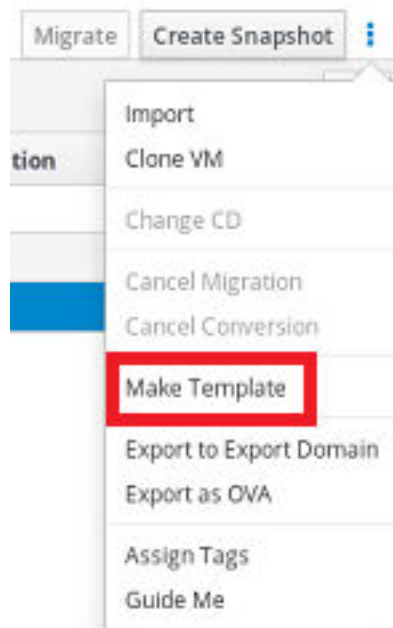 Migrate Create Snapshot
Import
tion
Clone VM
Change CD
Cancel Migration
Cancel Conversion
Make Template
Export to Export Domain
Export as OVA
Assign Tags
Guide Me